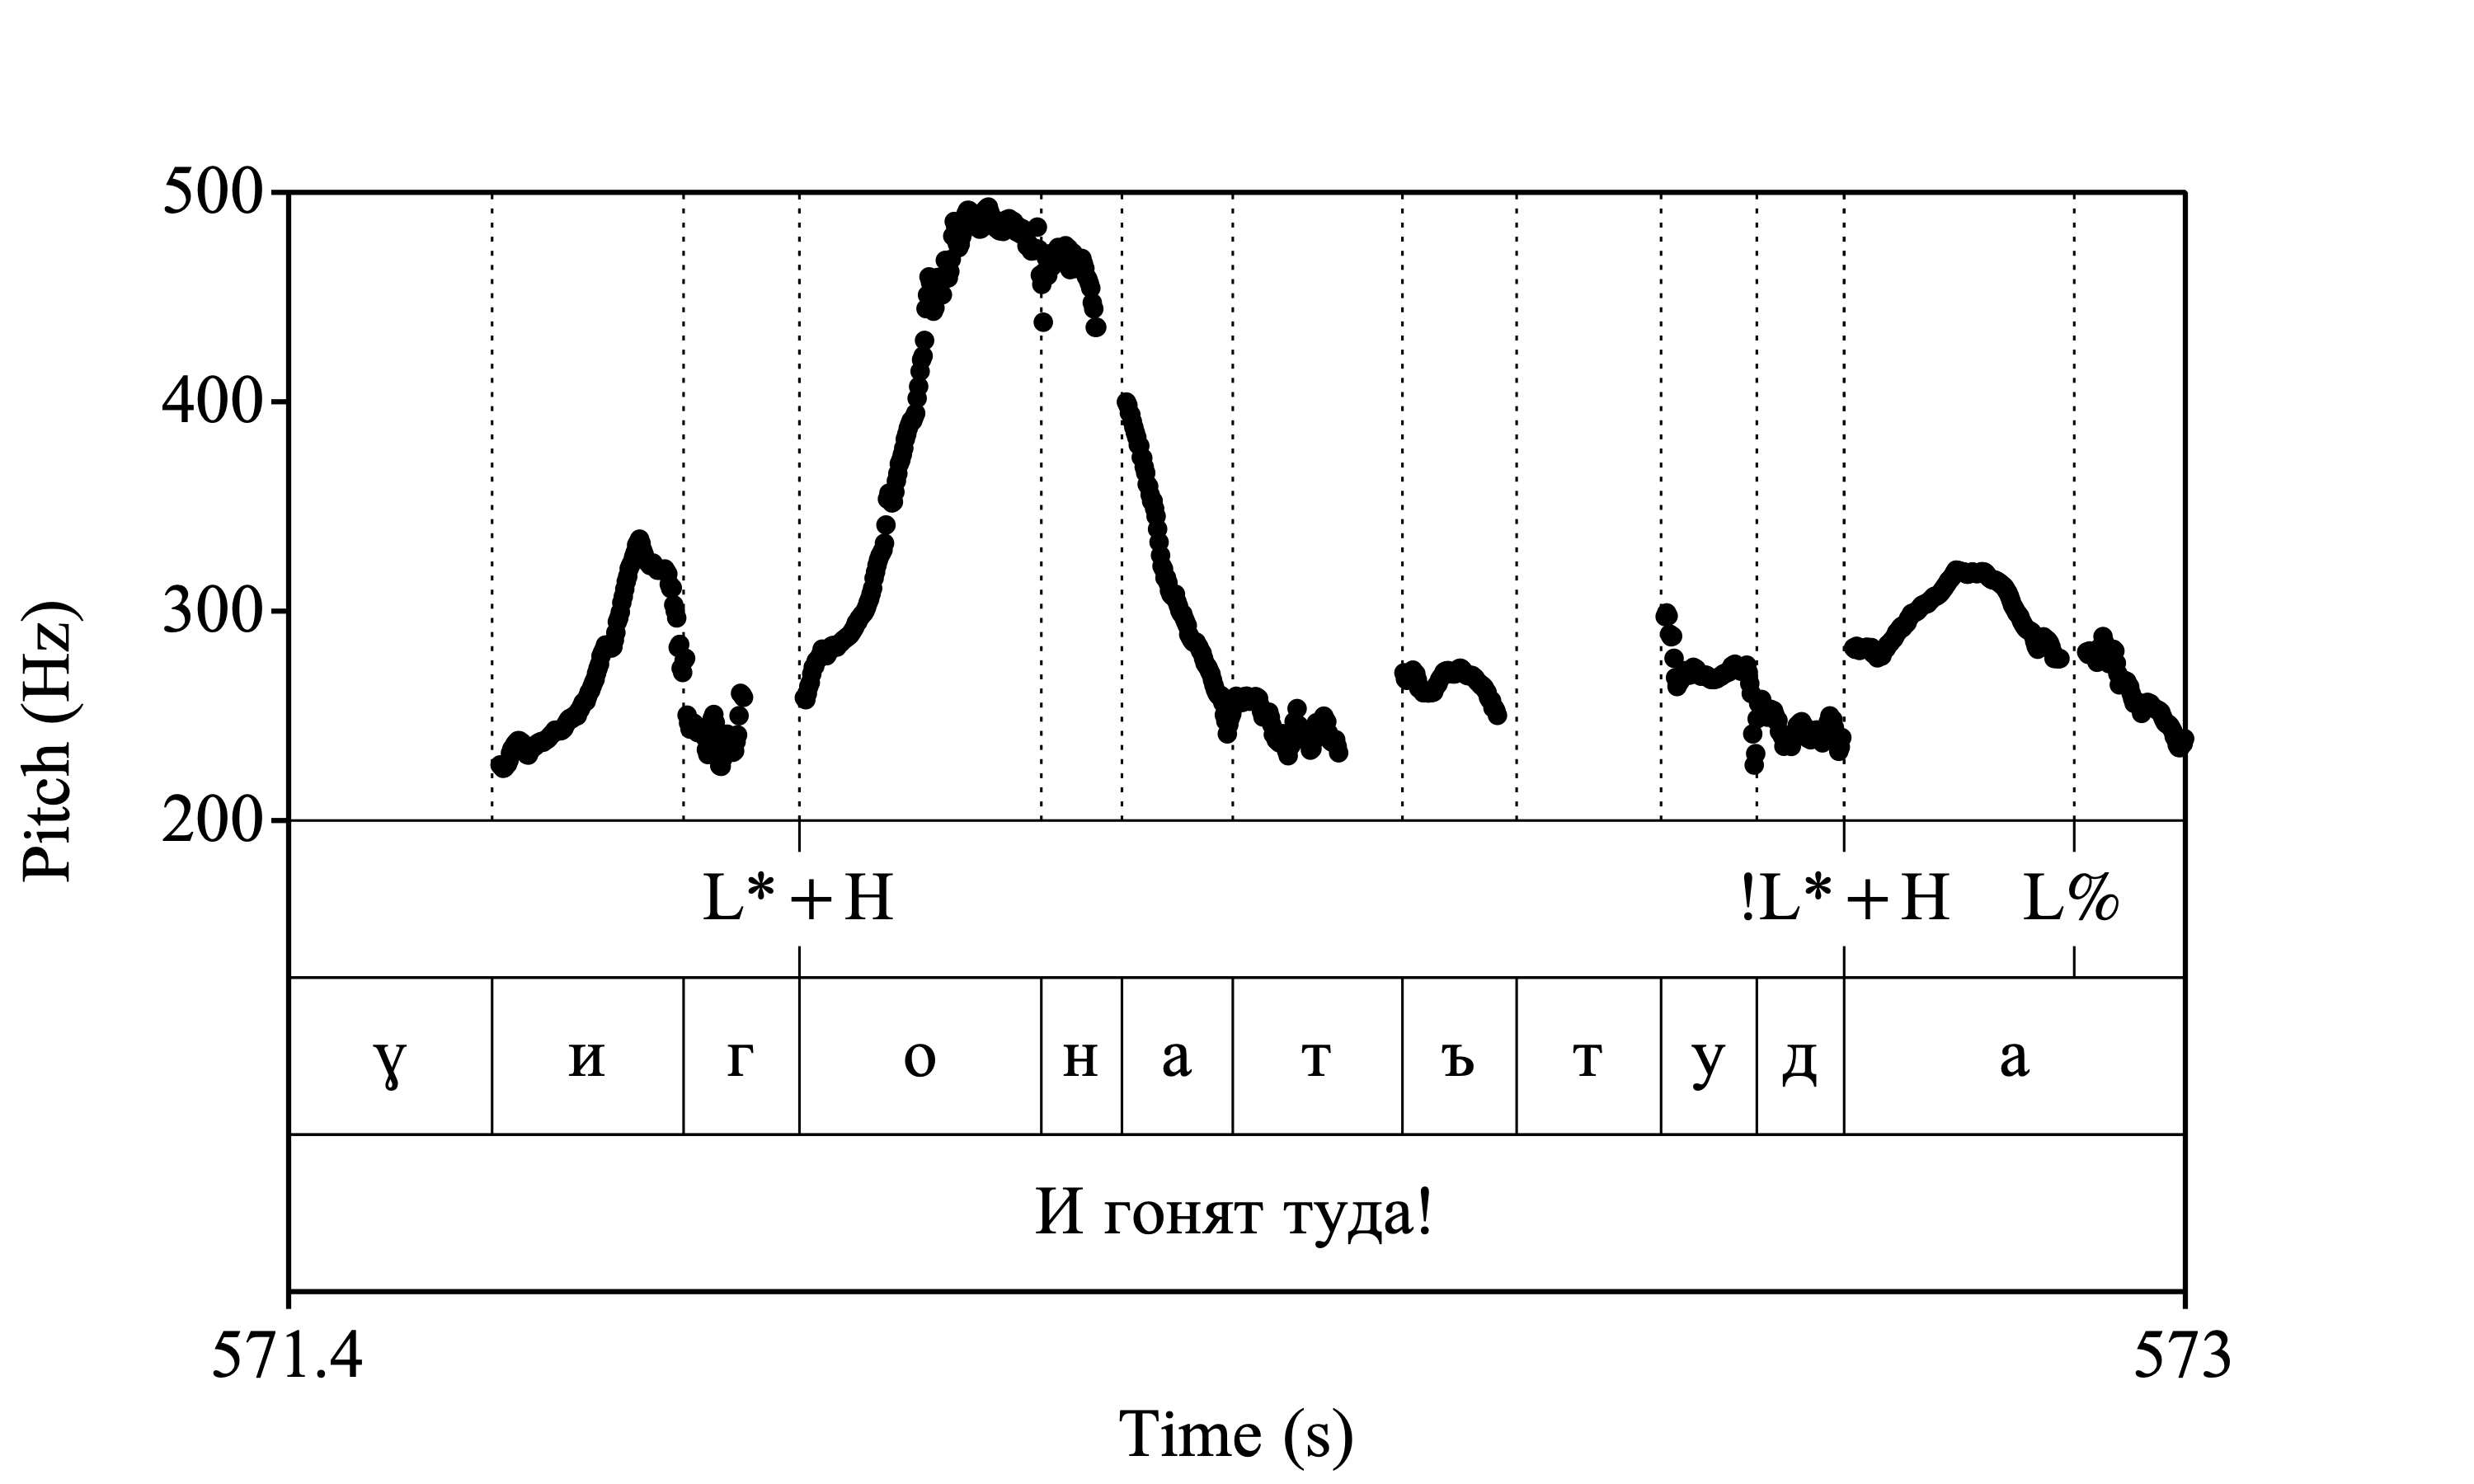 500
400
300
200
Pitch (Hz)
L*+H !L*+H L%
ɣ и г о н а т ъ т у д а
И гонят туда!
571.4 573
Time (s)